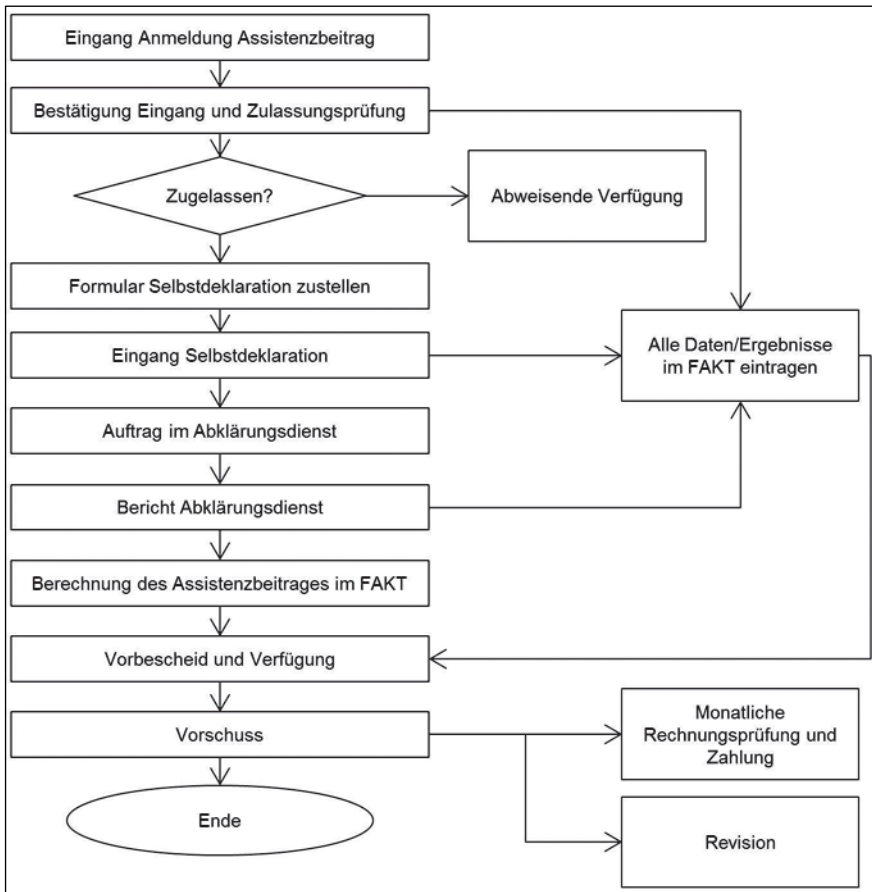 Eingang Anmeldung Assistenzbeitrag
Bestätigung Eingang und Zulassungsprüfung
Zugelassen?
Abweisende Verfügung
Formular Selbstdeklaration zustellen
Eingang Selbstdeklaration
Alle Daten/Ergebnisse
im FAKT eintragen
Auftrag im Abklärungsdienst
Bericht Abklärungsdienst
Berechnung des Assistenzbeitrages im FAKT
Vorbescheid und Verfügung
Vorschuss
Monatliche
Rechnungsprüfung und
Zahlung
Ende
Revision